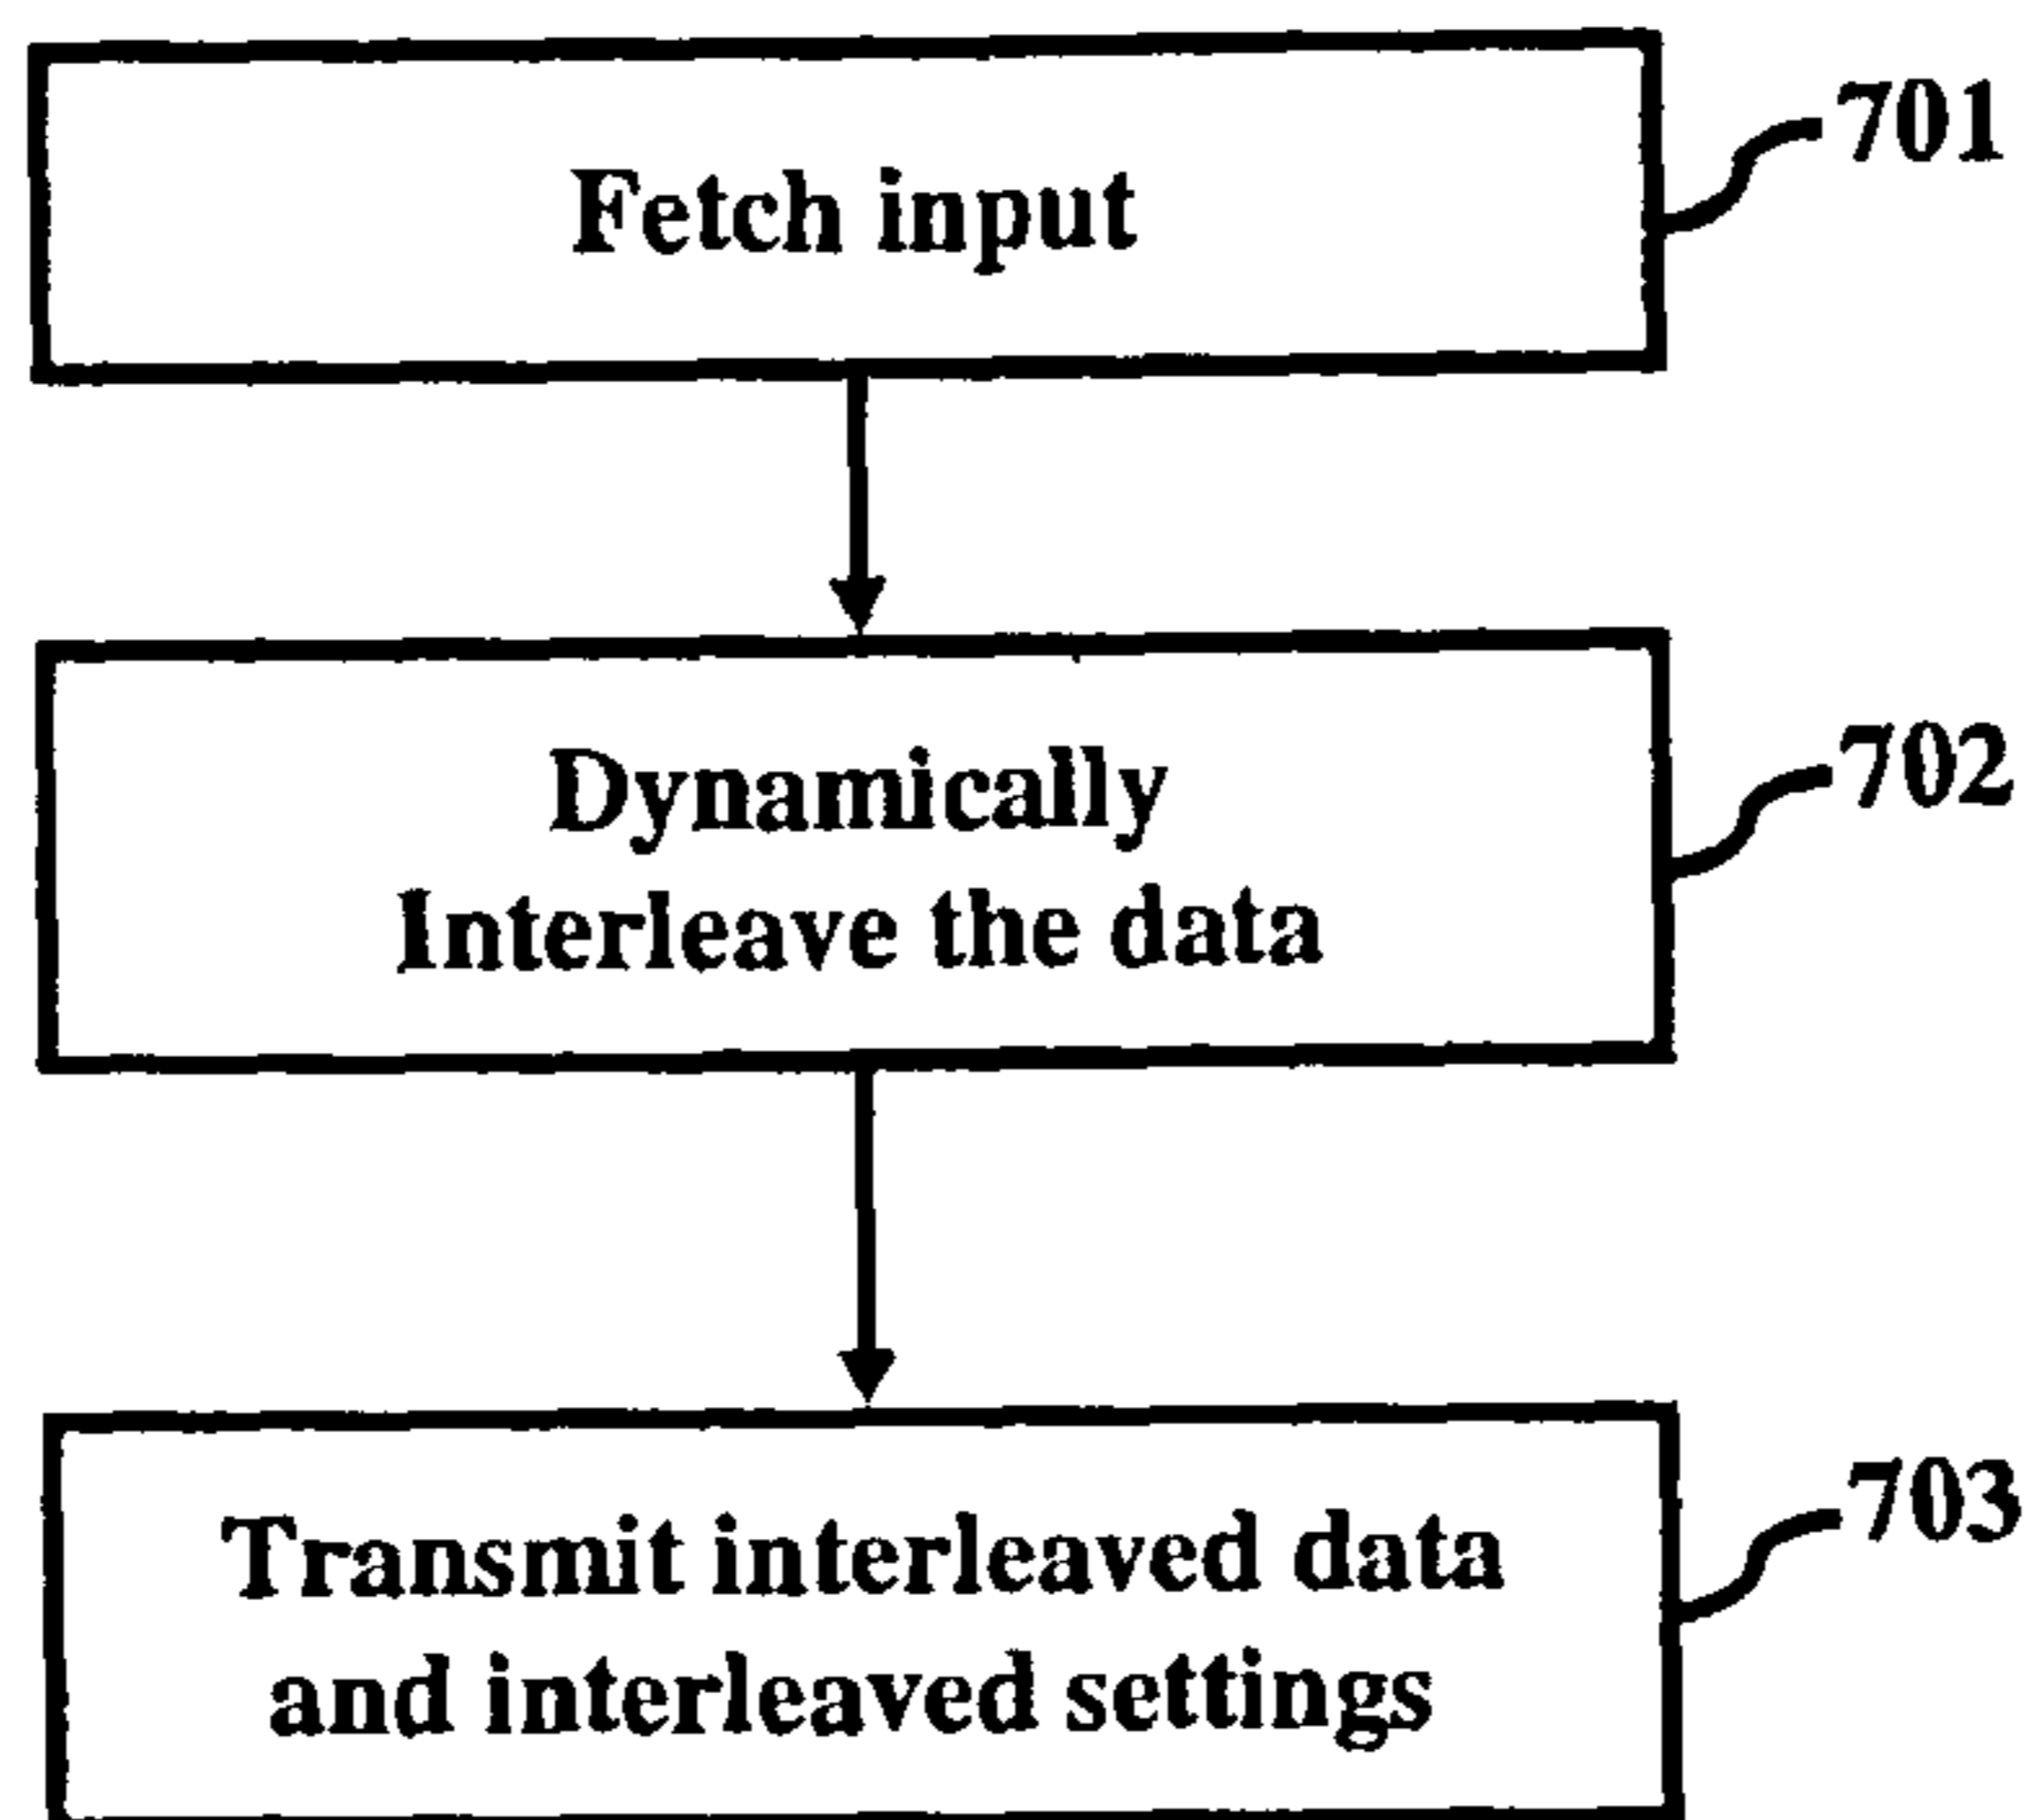 Fetch input
701
Dynamically
Interleave the data
702
Transmit interleaved data
and interleaved settings
703